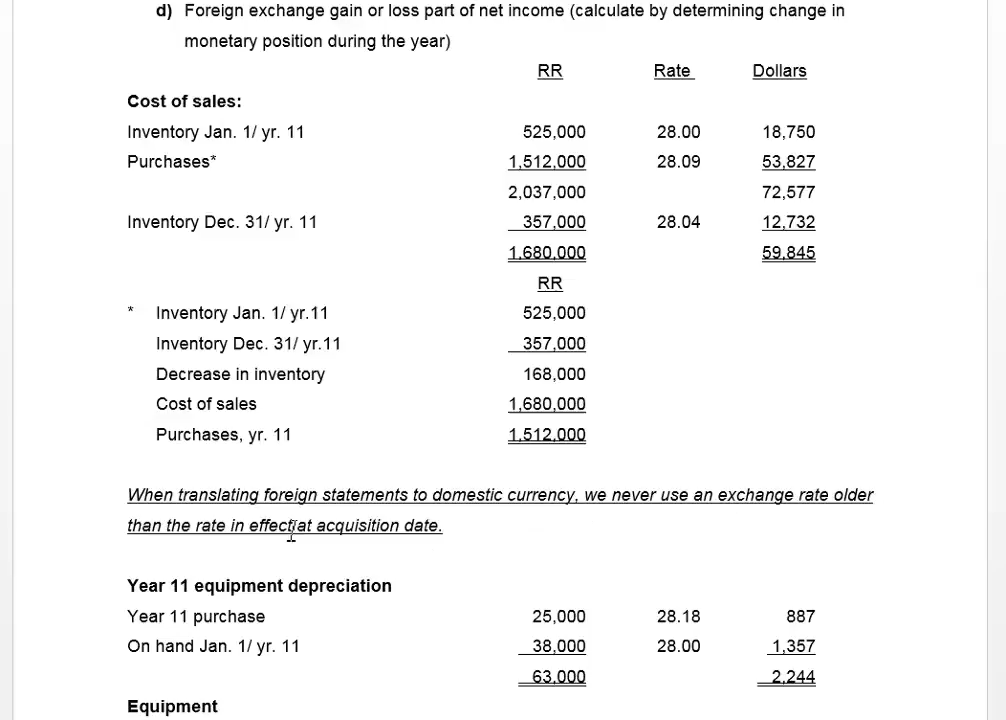 d) Foreign exchange gain or loss part of net income (calculate by determining change in
monetary position during the year)
RR Rate Dollars
Cost of sales:
Inventory Jan. 1/ yr. 11 525,000 28.00 18,750
Purchases* 1,512,000 28.09 53,827
2,037,000 72,577
Inventory Dec. 31/ yr. 11 357,000 28.04 12,732
1,680,000 59,845
RR
* Inventory Jan. 1/ yr.11 525,000
Inventory Dec. 31/ yr.11 357,000
Decrease in inventory 168,000
Cost of sales 1,680,000
Purchases, yr. 11 1,512,000
When translating foreign statements to domestic currency, we never use an exchange rate older
than the rate in effect at acquisition date.
Year 11 equipment depreciation
Year 11 purchase 25,000 28.18 887
On hand Jan. 1/ yr. 11 38,000 28.00 1,357
63,000 2,244
Equipment